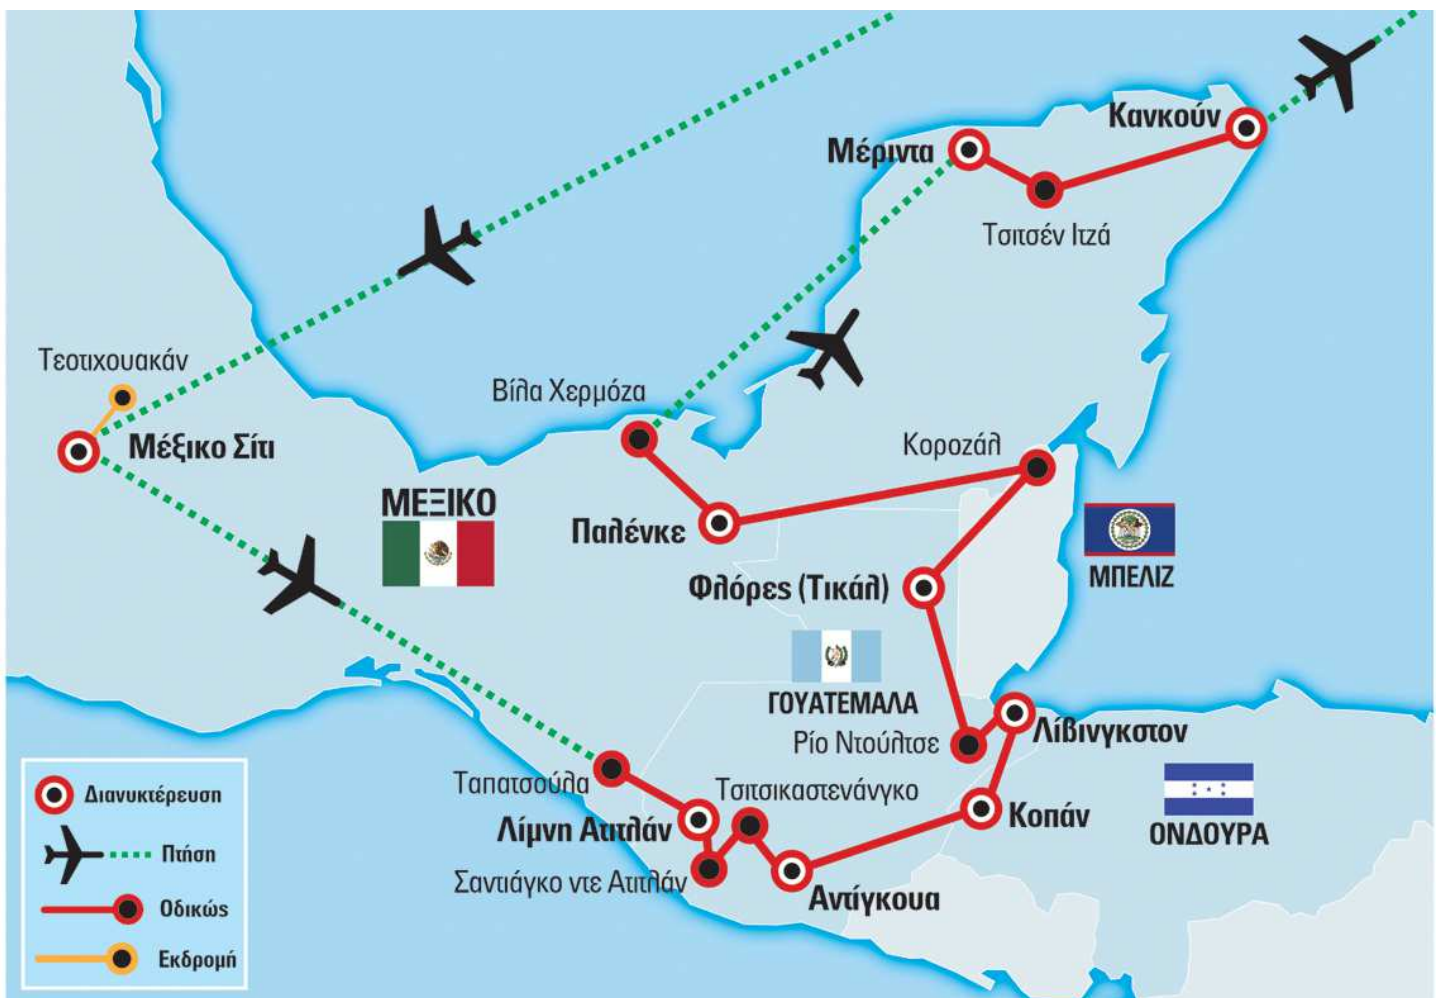 Κανκούν
Μέριντα
Τσιτσέν Ιτζά
Τεοτιχουακάν
Βίλα Χερμόζα
Μέξικο Σίτι
Κοροζάλ
ΜΕΞΙΚΟ
Παλένκε
ΜΠΕΛΙΖ
Φλόρες (Τικάλ)
ΓΟΥΑΤΕΜΑΛΑ
Λίβινγκστον
Ρίο Ντούλτσε
Ταπατσούλα
Τσιτσικαστενάνγκο
Λίμνη Ατιτλάν
Κοπάν
ΟΝΔΟΥΡΑ
Σαντιάγκο ντε Ατιτλάν
Αντίγκουα
Διανυκτέρευση
Πτήση
Οδικώς
Εκδρομή